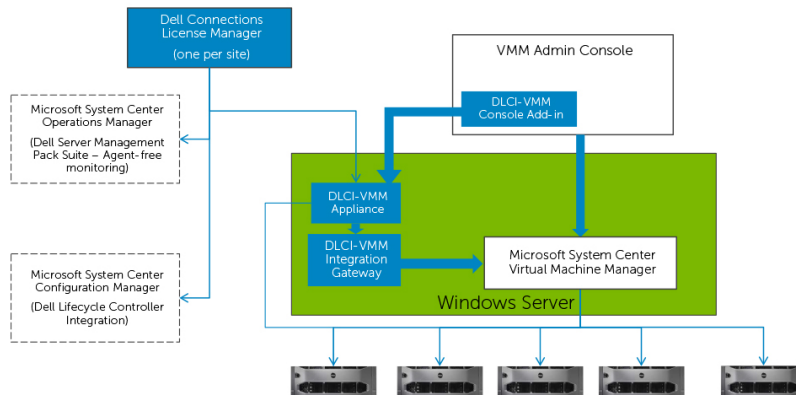 Dell Connections
License Manager
(one per site)
VMM Admin Console
DLCI-VMM
Console Add-in
Microsoft System Center
Operations Manager
(Dell Server Management
Pack Suite – Agent-free
monitoring)
DLCI-VMM
Appliance
DLCI-VMM
Integration
Gateway
Microsoft System Center
Virtual Machine Manager
Windows Server
Microsoft System Center
Configuration Manager
(Dell Lifecycle Controller
Integration)